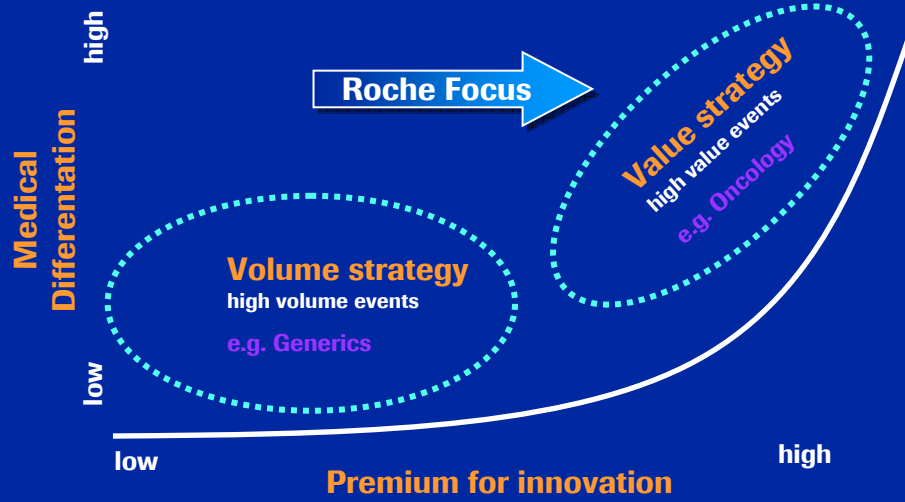 high
Medical
Differentation
low
Roche Focus
Value strategy
high value events
e.g. Oncology
Volume strategy
high volume events
e.g. Generics
low
high
Premium for innovation